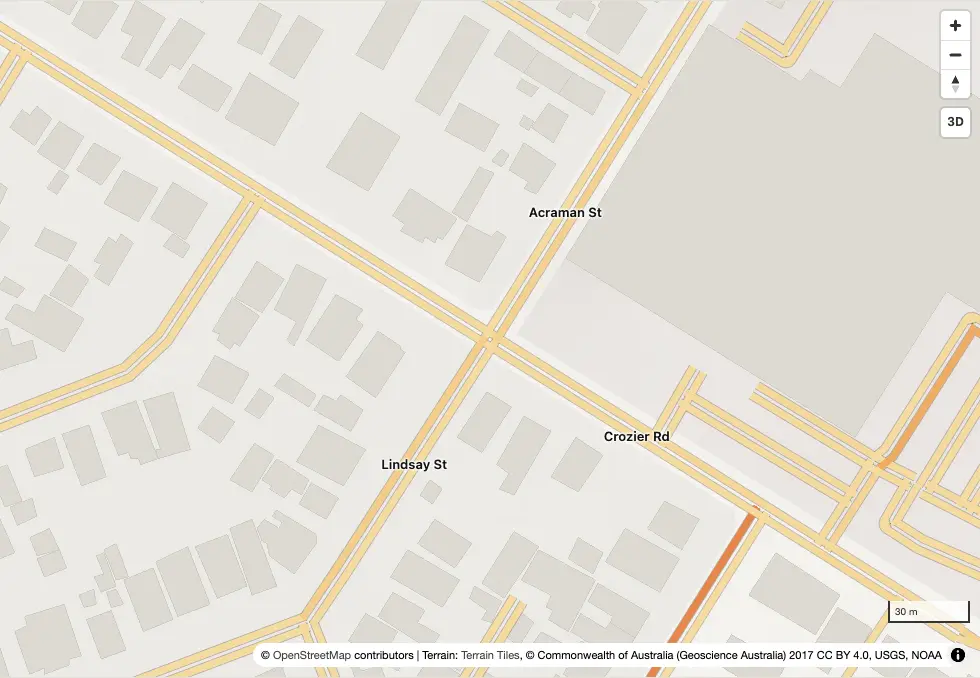 +
−
3D
Acraman St
Crozier Rd
Lindsay St
30 m
© OpenStreetMap contributors | Terrain: Terrain Tiles, © Commonwealth of Australia (Geoscience Australia) 2017 CC BY 4.0, USGS, NOAA